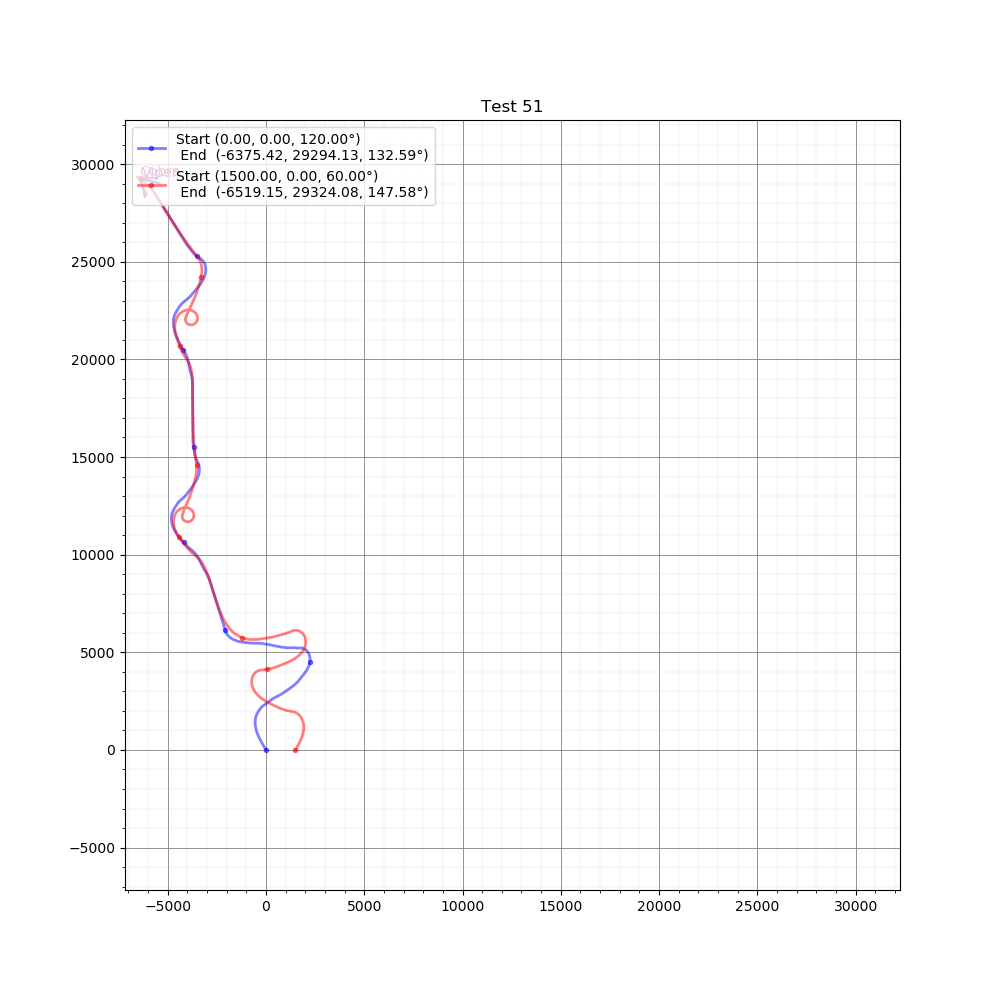 Test 51
Start (0.00, 0.00, 120.00°)
End  (-6375.42, 29294.13, 132.59°)
Start (1500.00, 0.00, 60.00°)
End  (-6519.15, 29324.08, 147.58°)
30000
25000
20000
15000
10000
5000
0
−5000
−5000 0 5000 10000 15000 20000 25000 30000